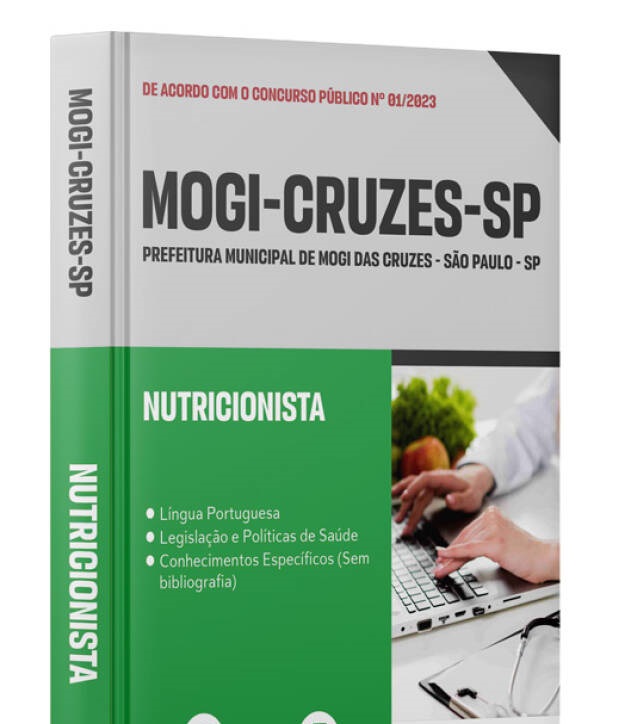 MOGI-CRUZES-SP
NUTRICIONISTA
DE ACORDO COM O CONCURSO PÚBLICO Nº 01/2023
MOGI-CRUZES-SP
PREFEITURA MUNICIPAL DE MOGI DAS CRUZES - SÃO PAULO - SP
NUTRICIONISTA
• Língua Portuguesa
• Legislação e Políticas de Saúde
• Conhecimentos Específicos (Sem
bibliografia)